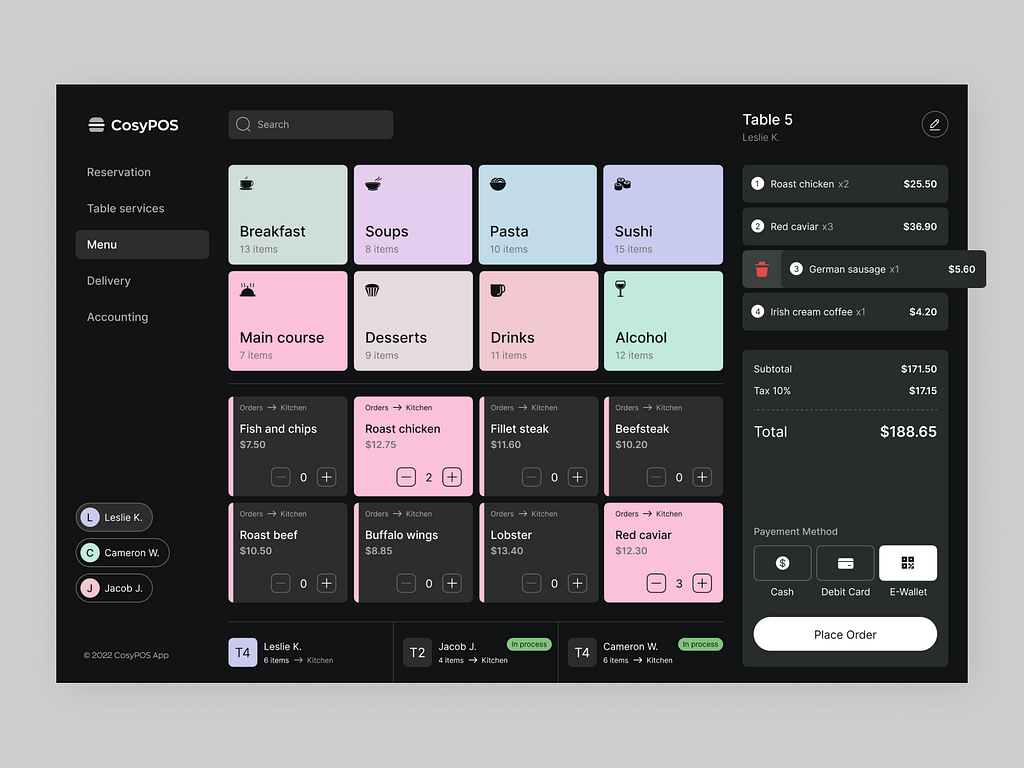 CosyPOS
Search
Table 5
Leslie K.
Reservation
Table services
Menu
Delivery
Accounting
L Leslie K.
C Cameron W.
J Jacob J.
© 2022 CosyPOS App
Breakfast
13 items
Soups
8 items
Pasta
10 items
Sushi
15 items
Main course
7 items
Desserts
9 items
Drinks
11 items
Alcohol
12 items
Orders → Kitchen
Fish and chips
$7.50
0
Orders → Kitchen
Roast chicken
$12.75
2
Orders → Kitchen
Fillet steak
$11.60
0
Orders → Kitchen
Beefsteak
$10.20
0
Orders → Kitchen
Roast beef
$10.50
0
Orders → Kitchen
Buffalo wings
$8.85
0
Orders → Kitchen
Lobster
$13.40
0
Orders → Kitchen
Red caviar
$12.30
3
T4 Leslie K.
6 items → Kitchen
T2 Jacob J. In process
4 items → Kitchen
T4 Cameron W. In process
6 items → Kitchen
1 Roast chicken x2 $25.50
2 Red caviar x3 $36.90
3 German sausage x1 $5.60
4 Irish cream coffee x1 $4.20
Subtotal $171.50
Tax 10% $17.15
Total $188.65
Payement Method
$
Cash Debit Card E-Wallet
Place Order